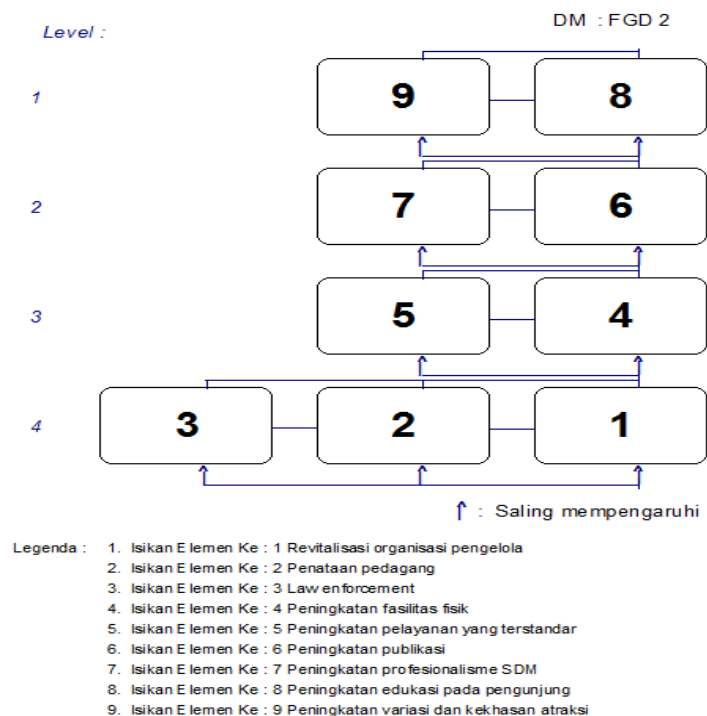 DM : FGD 2
Level :
1
9
8
2
7
6
3
5
4
4
3
2
1
↑ : Saling mempengaruhi
Legenda : 1. Isikan Elemen Ke : 1 Revitalisasi organisasi pengelola
2. Isikan Elemen Ke : 2 Penataan pedagang
3. Isikan Elemen Ke : 3 Law enforcement
4. Isikan Elemen Ke : 4 Peningkatan fasilitas fisik
5. Isikan Elemen Ke : 5 Peningkatan pelayanan yang terstandar
6. Isikan Elemen Ke : 6 Peningkatan publikasi
7. Isikan Elemen Ke : 7 Peningkatan profesionalisme SDM
8. Isikan Elemen Ke : 8 Peningkatan edukasi pada pengunjung
9. Isikan Elemen Ke : 9 Peningkatan variasi dan kekhasan atraksi